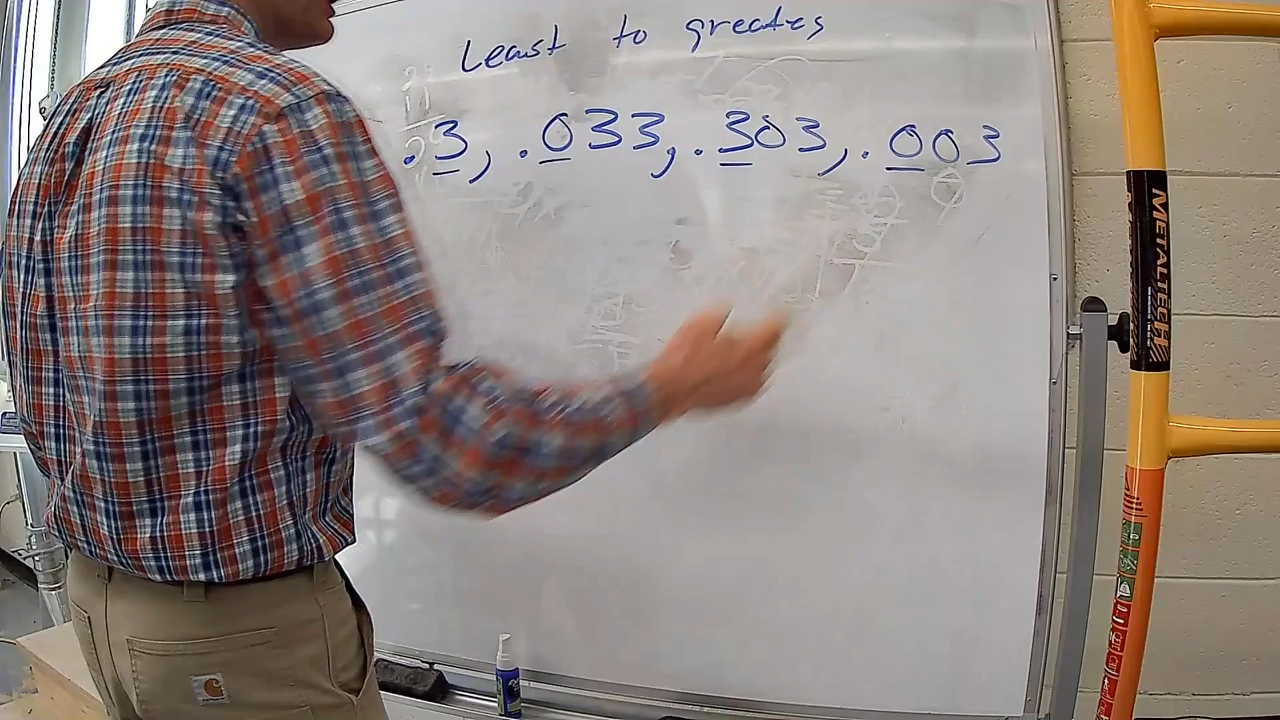 Least to greates
.3, .033, .303, .003
METALTECH